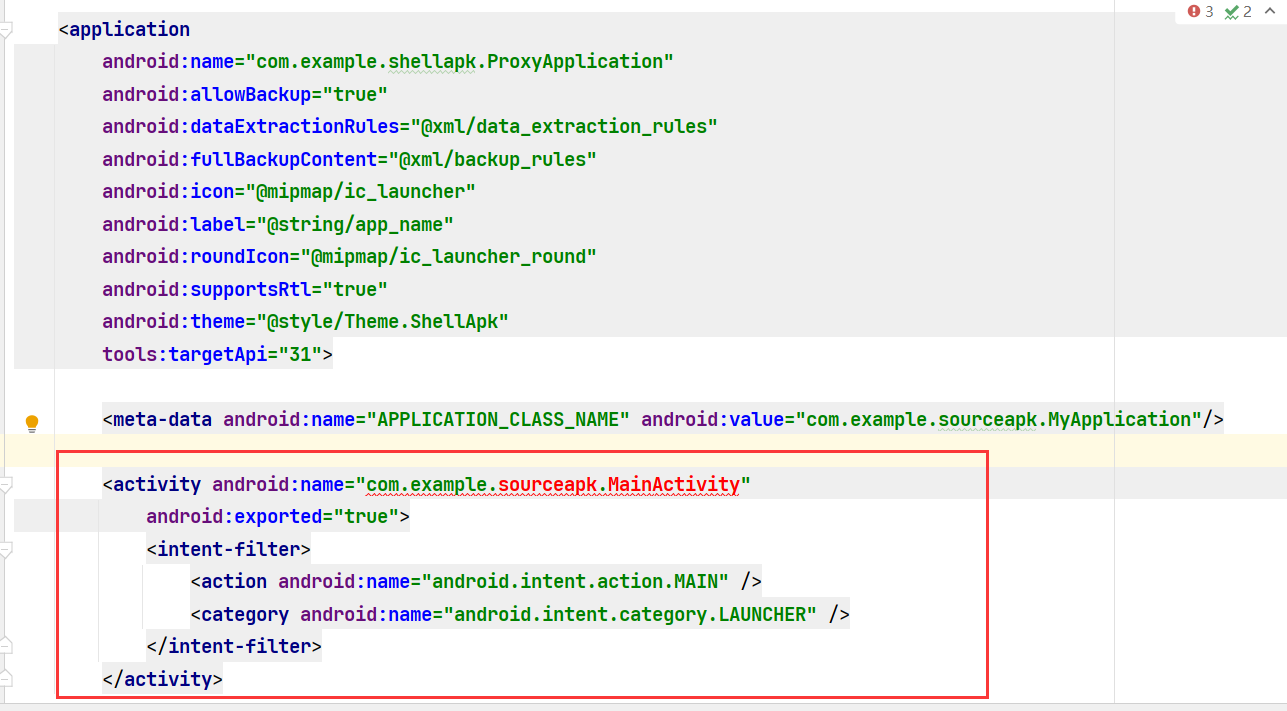 3 2
<application
android:name="com.example.shellapk.ProxyApplication"
android:allowBackup="true"
android:dataExtractionRules="@xml/data_extraction_rules"
android:fullBackupContent="@xml/backup_rules"
android:icon="@mipmap/ic_launcher"
android:label="@string/app_name"
android:roundIcon="@mipmap/ic_launcher_round"
android:supportsRtl="true"
android:theme="@style/Theme.ShellApk"
tools:targetApi="31">
<meta-data android:name="APPLICATION_CLASS_NAME" android:value="com.example.sourceapk.MyApplication"/>
<activity android:name="com.example.sourceapk.MainActivity"
android:exported="true">
<intent-filter>
<action android:name="android.intent.action.MAIN" />
<category android:name="android.intent.category.LAUNCHER" />
</intent-filter>
</activity>